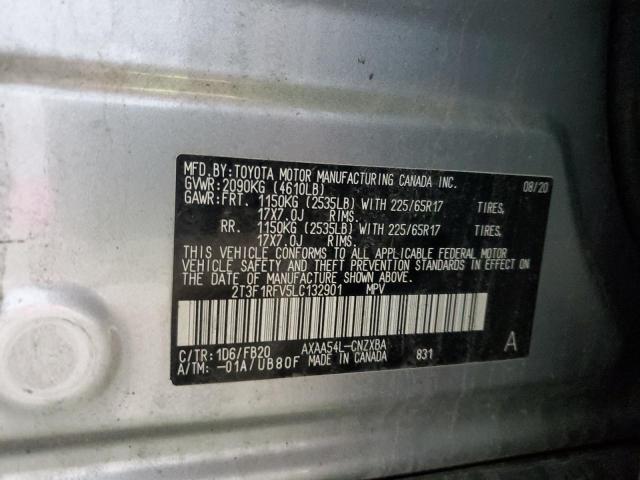 MFD.BY:TOYOTA MOTOR MANUFACTURING CANADA INC. 08/20
GVWR:2090KG (4610LB)
GAWR:FRT. 1150KG (2535LB) WITH 225/65R17 TIRES,
17X7.0J RIMS.
RR. 1150KG (2535LB) WITH 225/65R17 TIRES,
17X7.0J RIMS.
THIS VEHICLE CONFORMS TO ALL APPLICABLE FEDERAL MOTOR
VEHICLE SAFETY AND THEFT PREVENTION STANDARDS IN EFFECT ON
THE DATE OF MANUFACTURE SHOWN ABOVE.
2T3F1RFV5LC132901 MPV
C/TR:1D6/FB20 AXAA54L-CNZXBA A
A/TM: -01A/UB80F MADE IN CANADA 831